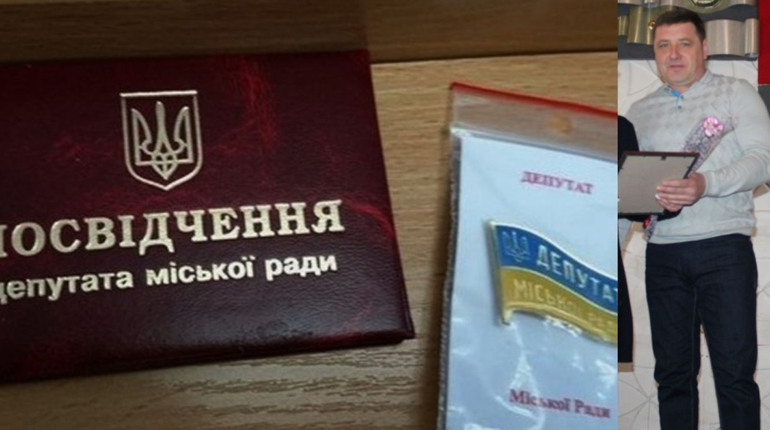 ПОСВІДЧЕННЯ
депутата міської ради
ДЕПУТАТ
ДЕПУТАТ
МІСЬКОЇ РАДИ
Міської Ради